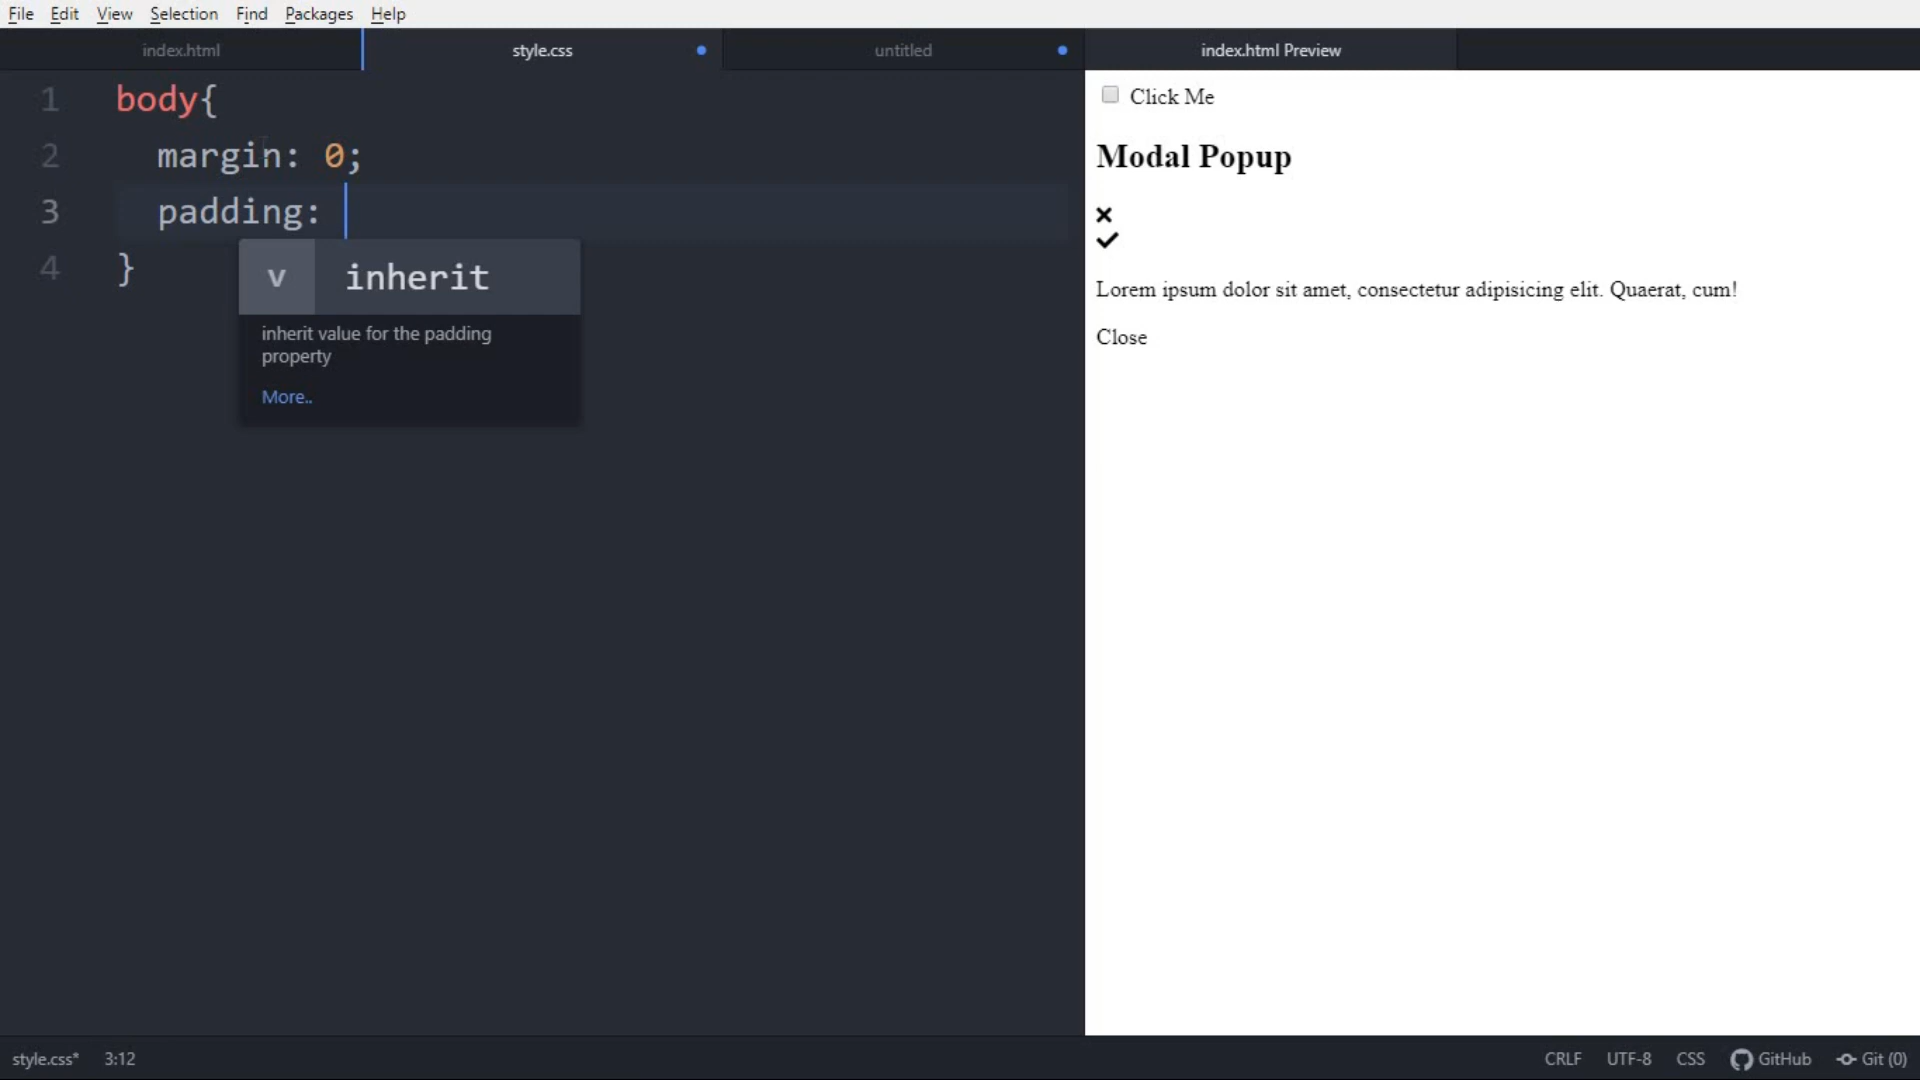 File Edit View Selection Find Packages Help
index.html style.css untitled index.html Preview
1 body{
2 margin: 0;
3 padding:
4 }
v inherit
inherit value for the padding
property
More..
Click Me
Modal Popup
Lorem ipsum dolor sit amet, consectetur adipisicing elit. Quaerat, cum!
Close
style.css* 3:12 CRLF UTF-8 CSS GitHub Git (0)